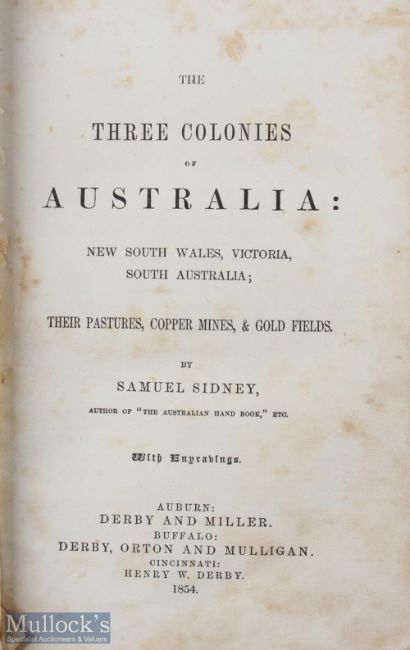 THE
THREE COLONIES
OF
AUSTRALIA:
NEW SOUTH WALES, VICTORIA,
SOUTH AUSTRALIA;
THEIR PASTURES, COPPER MINES, & GOLD FIELDS.
BY
SAMUEL SIDNEY,
AUTHOR OF "THE AUSTRALIAN HAND BOOK," ETC.
With Engravings.
AUBURN:
DERBY AND MILLER.
BUFFALO:
DERBY, ORTON AND MULLIGAN.
CINCINNATI:
HENRY W. DERBY.
1854.
Mullock's
Specialist Auctioneers & Valuers